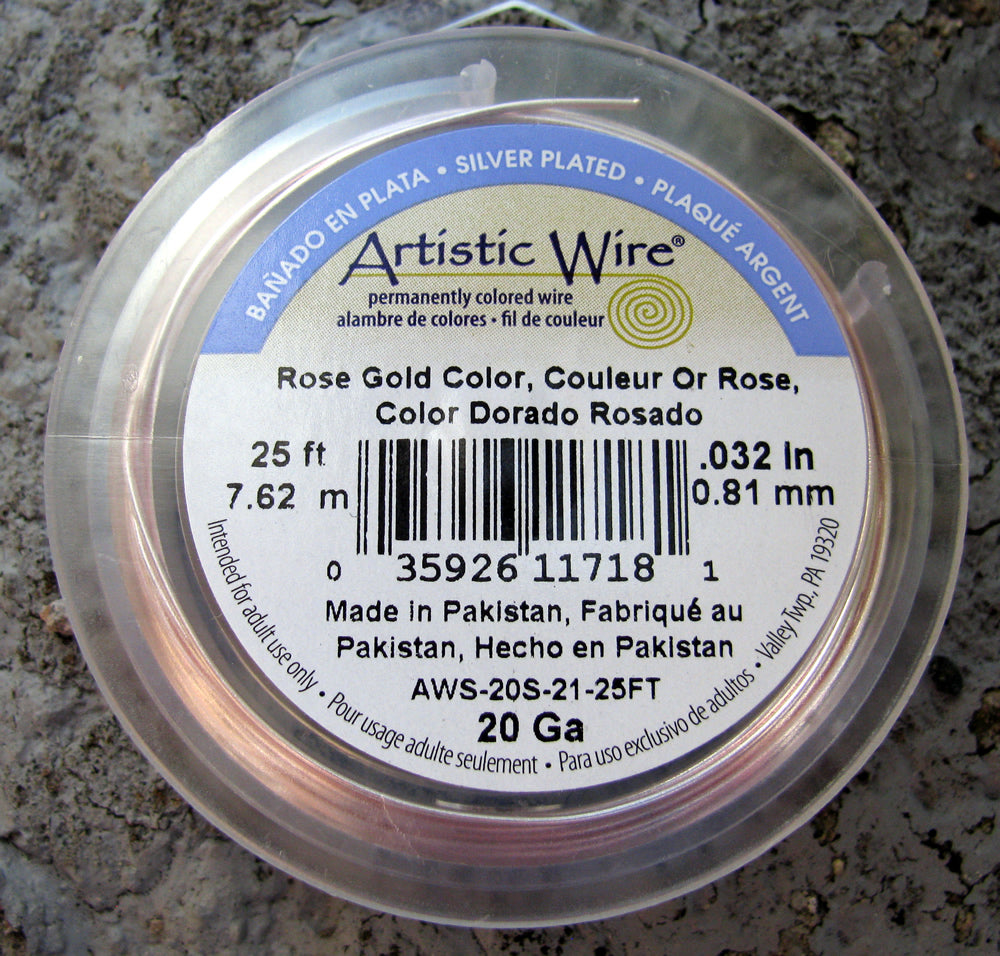 BAÑADO EN PLATA • SILVER PLATED • PLAQUÉ ARGENT
Artistic Wire®
permanently colored wire
alambre de colores • fil de couleur
Rose Gold Color, Couleur Or Rose,
Color Dorado Rosado
25 ft
7.62 m
.032 In
0.81 mm
0 35926 11718 1
Made in Pakistan, Fabriqué au
Pakistan, Hecho en Pakistan
AWS-20S-21-25FT
20 Ga
Intended for adult use only • Pour usage adulte seulement • Para uso exclusivo de adultos • Valley Twp., PA 19320